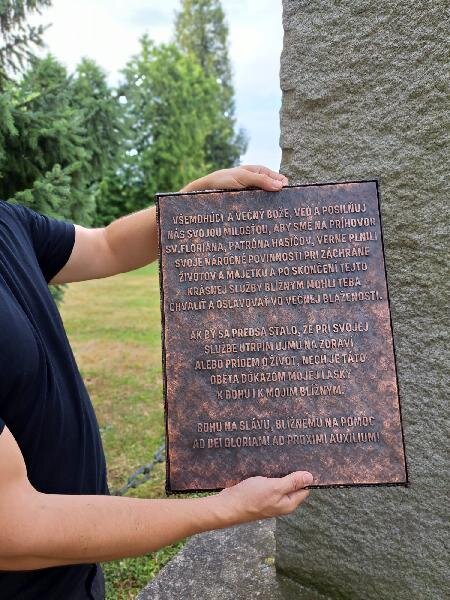 VŠEMOHÚCI A VEČNÝ BOŽE, VEĎ A POSILŇUJ
NÁS SVOJOU MILOSŤOU, ABY SME NA PRÍHOVOR
SV.FLORIÁNA, PATRÓNA HASIČOV, VERNE PLNILI
SVOJE NÁROČNÉ POVINNOSTI PRI ZÁCHRANE
ŽIVOTOV A MAJETKU A PO SKONČENÍ TEJTO
KRÁSNEJ SLUŽBY BLÍŽNYM MOHLI TEBA
CHVÁLIŤ A OSLAVOVAŤ VO VEČNEJ BLAŽENOSTI.
AK BY SA PREDSA STALO, ŽE PRI SVOJEJ
SLUŽBE UTRPÍM UJMU NA ZDRAVÍ
ALEBO PRÍDEM O ŽIVOT, NECH JE TÁTO
OBETA DÔKAZOM MOJEJ LÁSKY
K BOHU I K MOJIM BLÍŽNYM.
BOHU NA SLÁVU, BLÍŽNEMU NA POMOC
AD DEI GLORIAM! AD PROXIMI AUXILIUM!